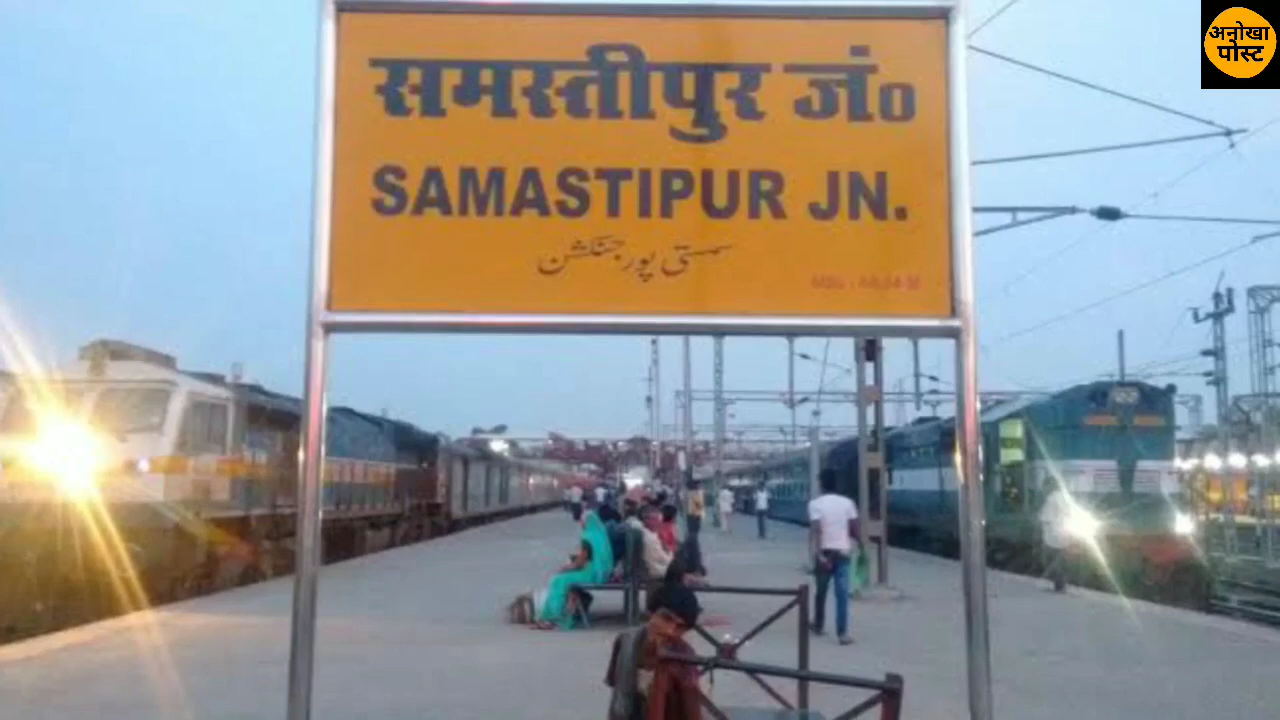 अनोखा
पोस्ट
समस्तीपुर जं०
SAMASTIPUR JN.
سمستی پور جنکشن